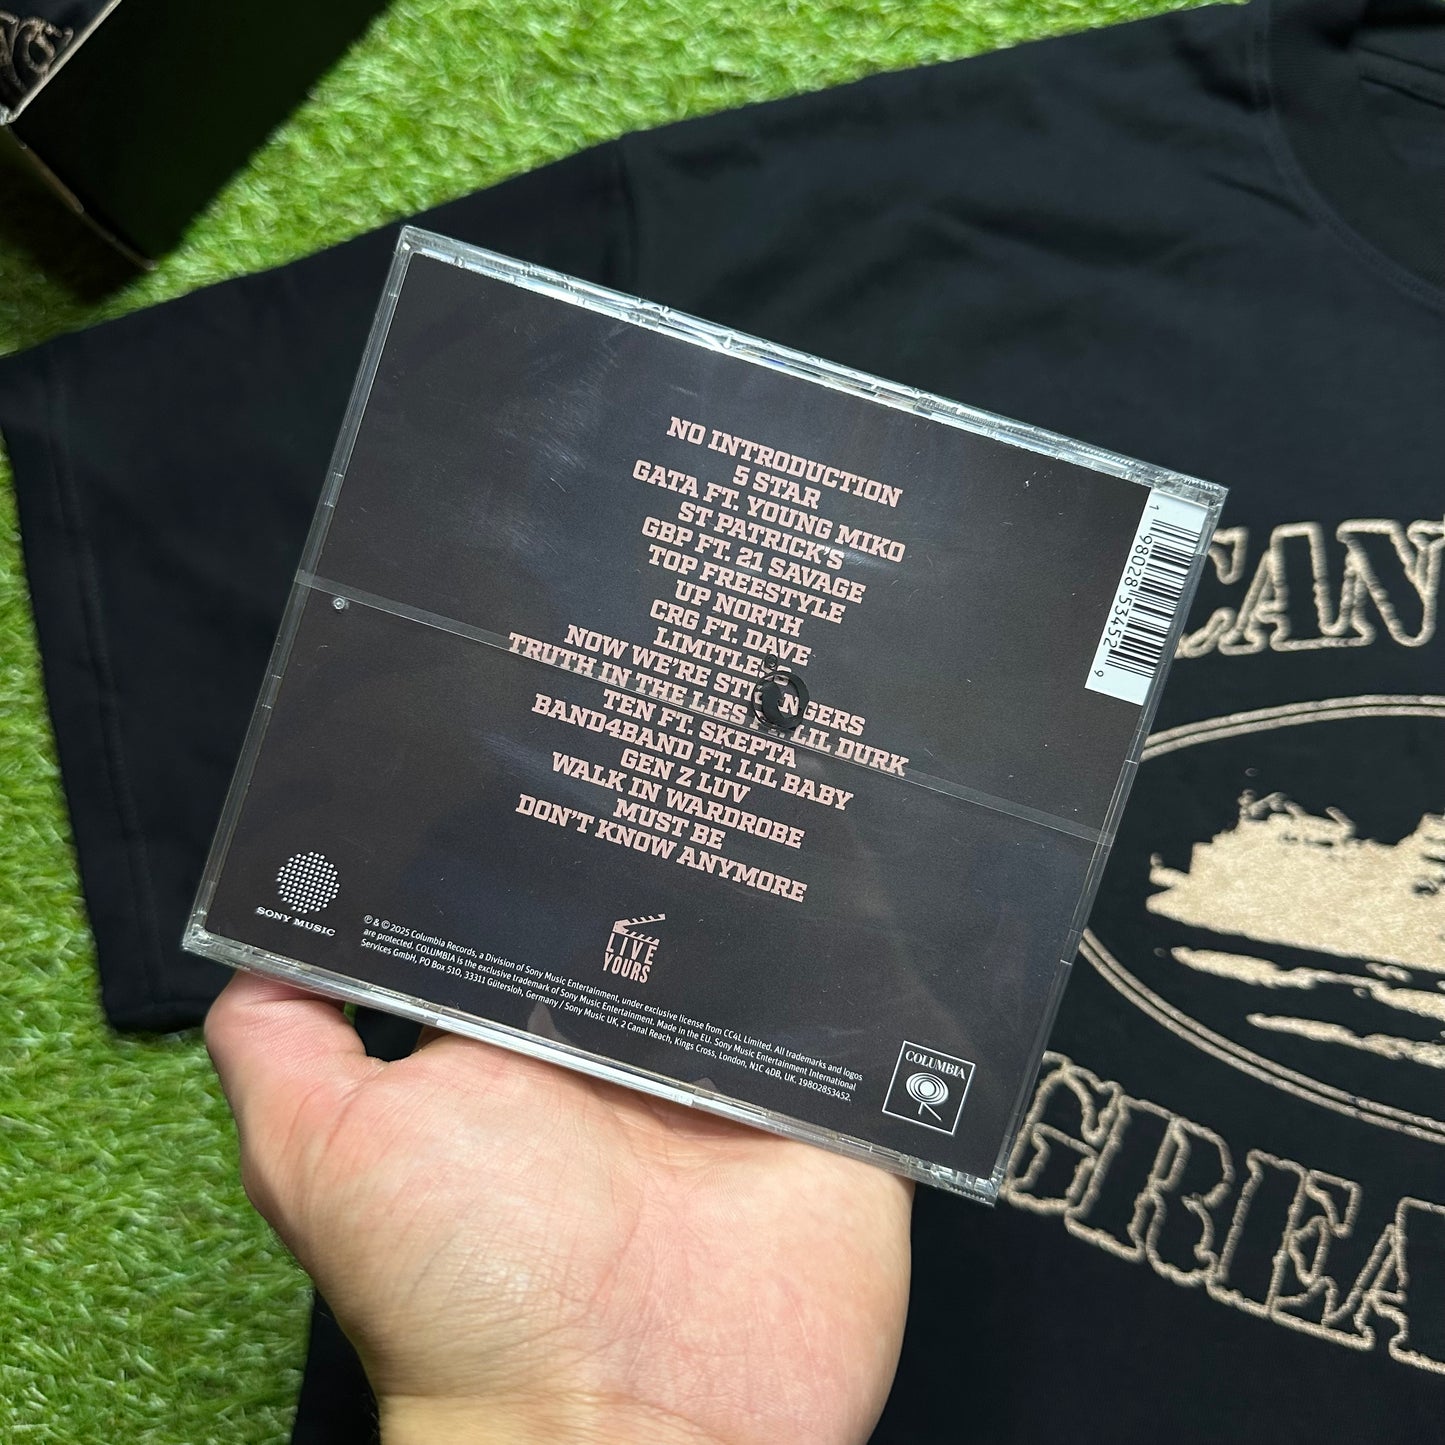 NO INTRODUCTION
5 STAR
GATA FT. YOUNG MIKO
ST PATRICK'S
GBP FT. 21 SAVAGE
TOP FREESTYLE
UP NORTH
CRG FT. DAVE
LIMITLESS
NOW WE'RE STRANGERS
TRUTH IN THE LIES FT. LIL DURK
TEN FT. SKEPTA
BAND4BAND FT. LIL BABY
GEN Z LUV
WALK IN WARDROBE
MUST BE
DON'T KNOW ANYMORE
1 98028 53452 9
SONY MUSIC
LIVE
YOURS
℗ & © 2025 Columbia Records, a Division of Sony Music Entertainment, under exclusive license from CC4L Limited. All trademarks and logos
are protected. COLUMBIA is the exclusive trademark of Sony Music Entertainment. Made in the EU. Sony Music Entertainment International
Services GmbH, PO Box 510, 33311 Gütersloh, Germany / Sony Music UK, 2 Canal Reach, Kings Cross, London, N1C 4DB, UK. 19802853452.
COLUMBIA
CAN
GREA